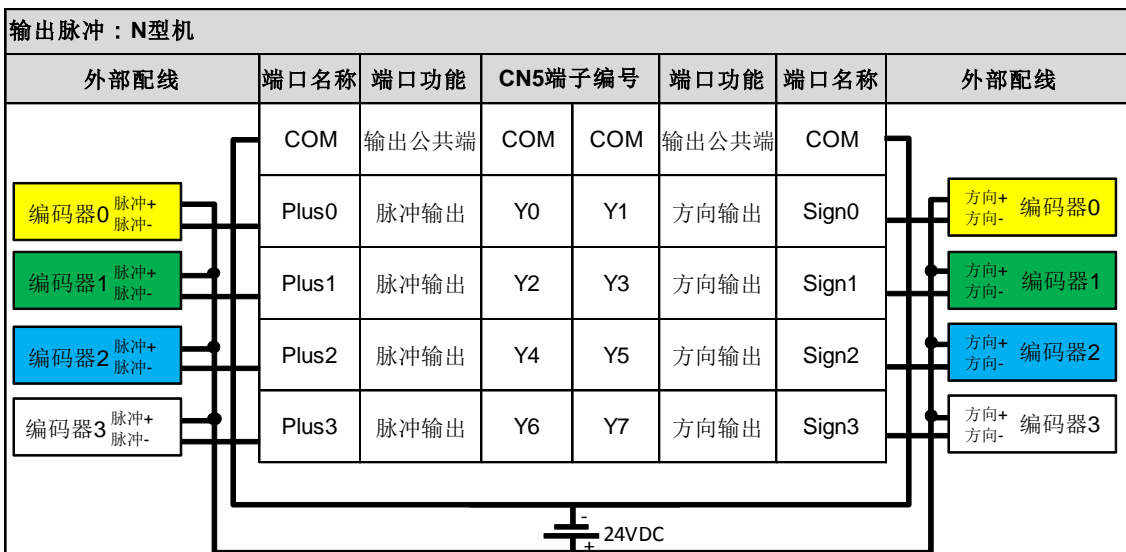 输出脉冲：N型机
外部配线 端口名称 端口功能 CN5端子编号 端口功能 端口名称 外部配线
COM 输出公共端 COM COM 输出公共端 COM
编码器0 脉冲+ 脉冲- Plus0 脉冲输出 Y0 Y1 方向输出 Sign0 方向+ 方向- 编码器0
编码器1 脉冲+ 脉冲- Plus1 脉冲输出 Y2 Y3 方向输出 Sign1 方向+ 方向- 编码器1
编码器2 脉冲+ 脉冲- Plus2 脉冲输出 Y4 Y5 方向输出 Sign2 方向+ 方向- 编码器2
编码器3 脉冲+ 脉冲- Plus3 脉冲输出 Y6 Y7 方向输出 Sign3 方向+ 方向- 编码器3
-
24VDC
+